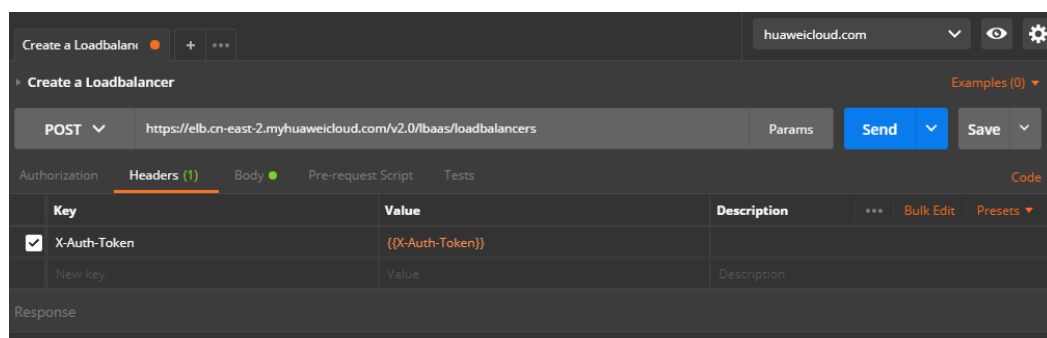 Create a Loadbalanc
+
•••
huaweicloud.com
Create a Loadbalancer
Examples (0)
POST
https://elb.cn-east-2.myhuaweicloud.com/v2.0/lbaas/loadbalancers
Params
Send
Save
Authorization Headers (1) Body Pre-request Script Tests Code
Key Value Description ••• Bulk Edit Presets
X-Auth-Token {{X-Auth-Token}}
New key Value Description
Response